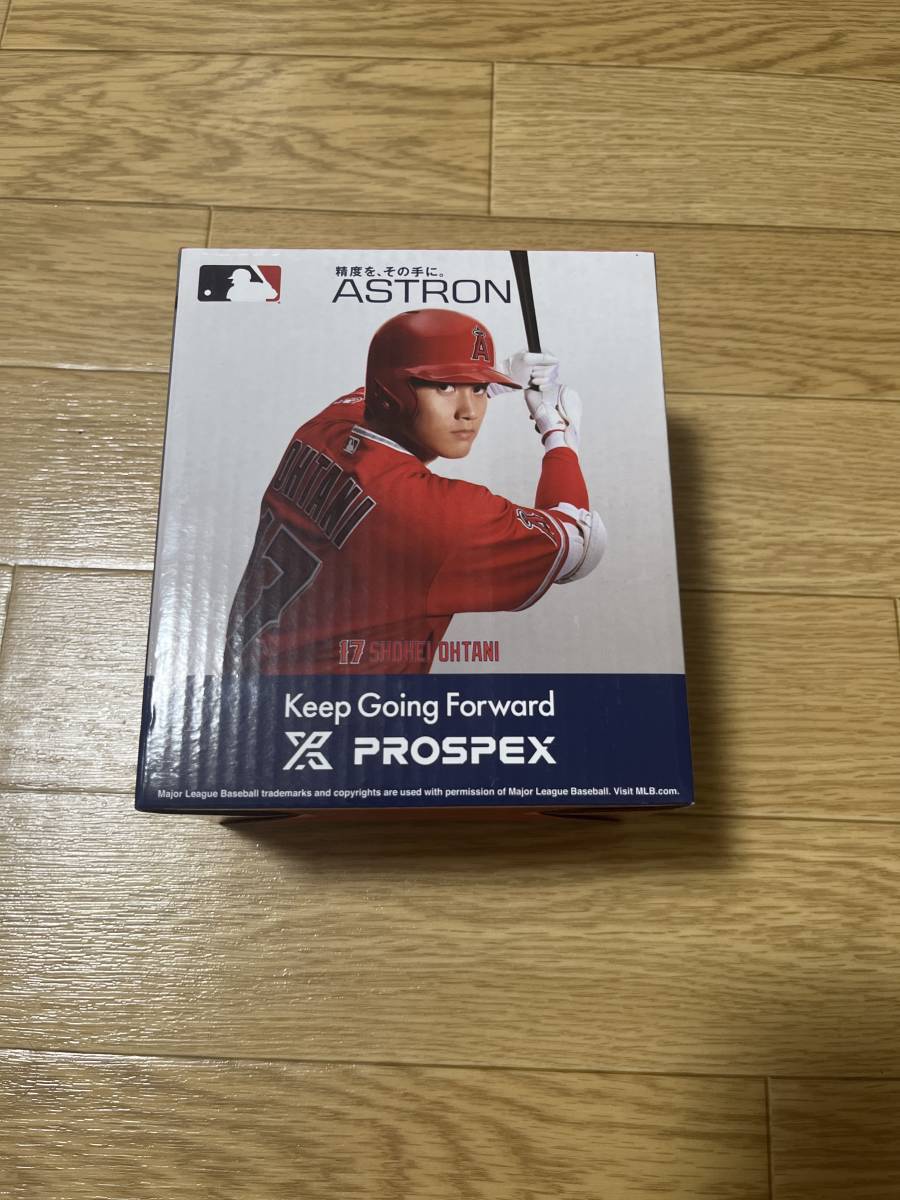 精度を、その手に。
ASTRON
A
OHTANI
17
A
17 SHOHEI OHTANI
Keep Going Forward
PROSPEX
Major League Baseball trademarks and copyrights are used with permission of Major League Baseball. Visit MLB.com.